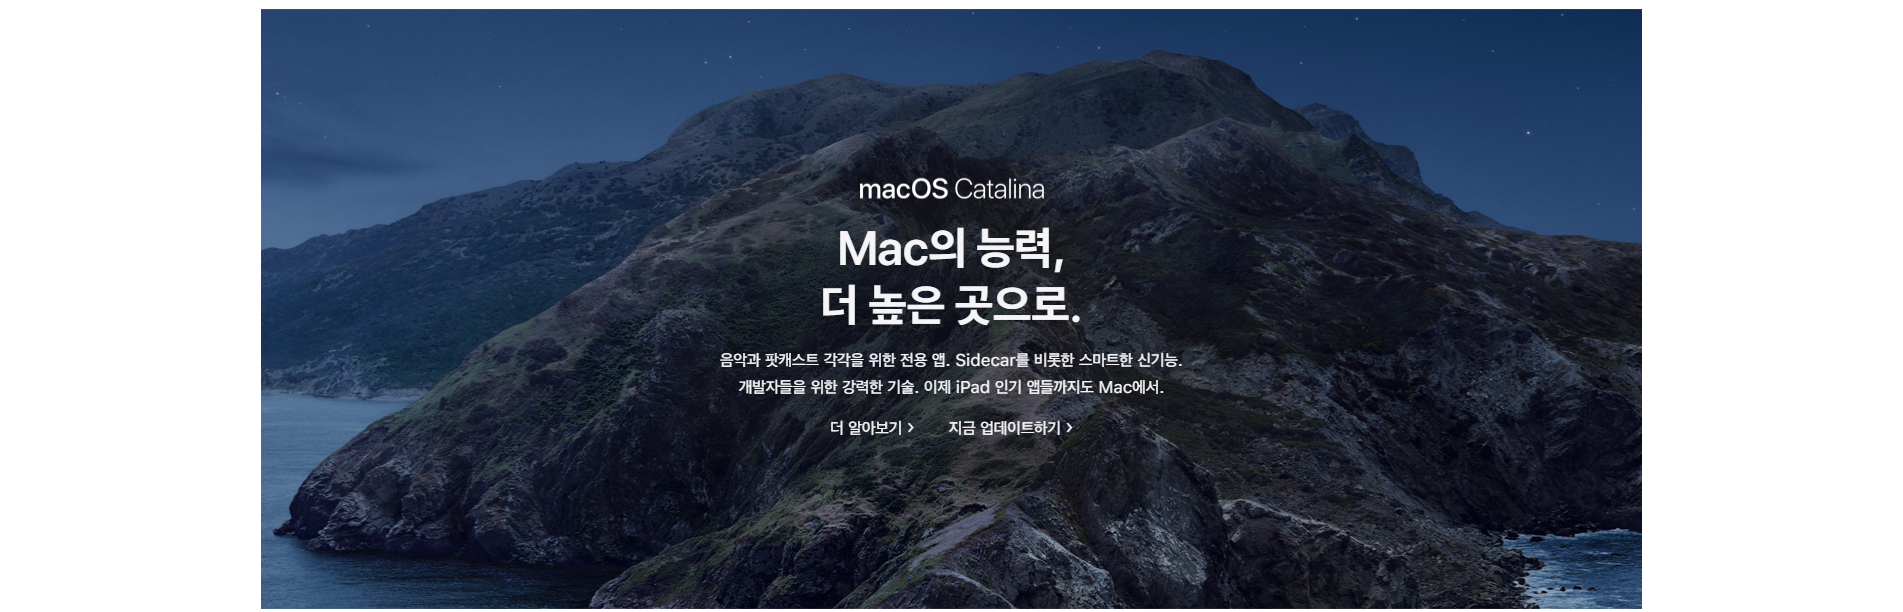 macOS Catalina
Mac의 능력,
더 높은 곳으로.
음악과 팟캐스트 각각을 위한 전용 앱. Sidecar를 비롯한 스마트한 신기능.
개발자들을 위한 강력한 기술. 이제 iPad 인기 앱들까지도 Mac에서.
더 알아보기 > 지금 업데이트하기 >